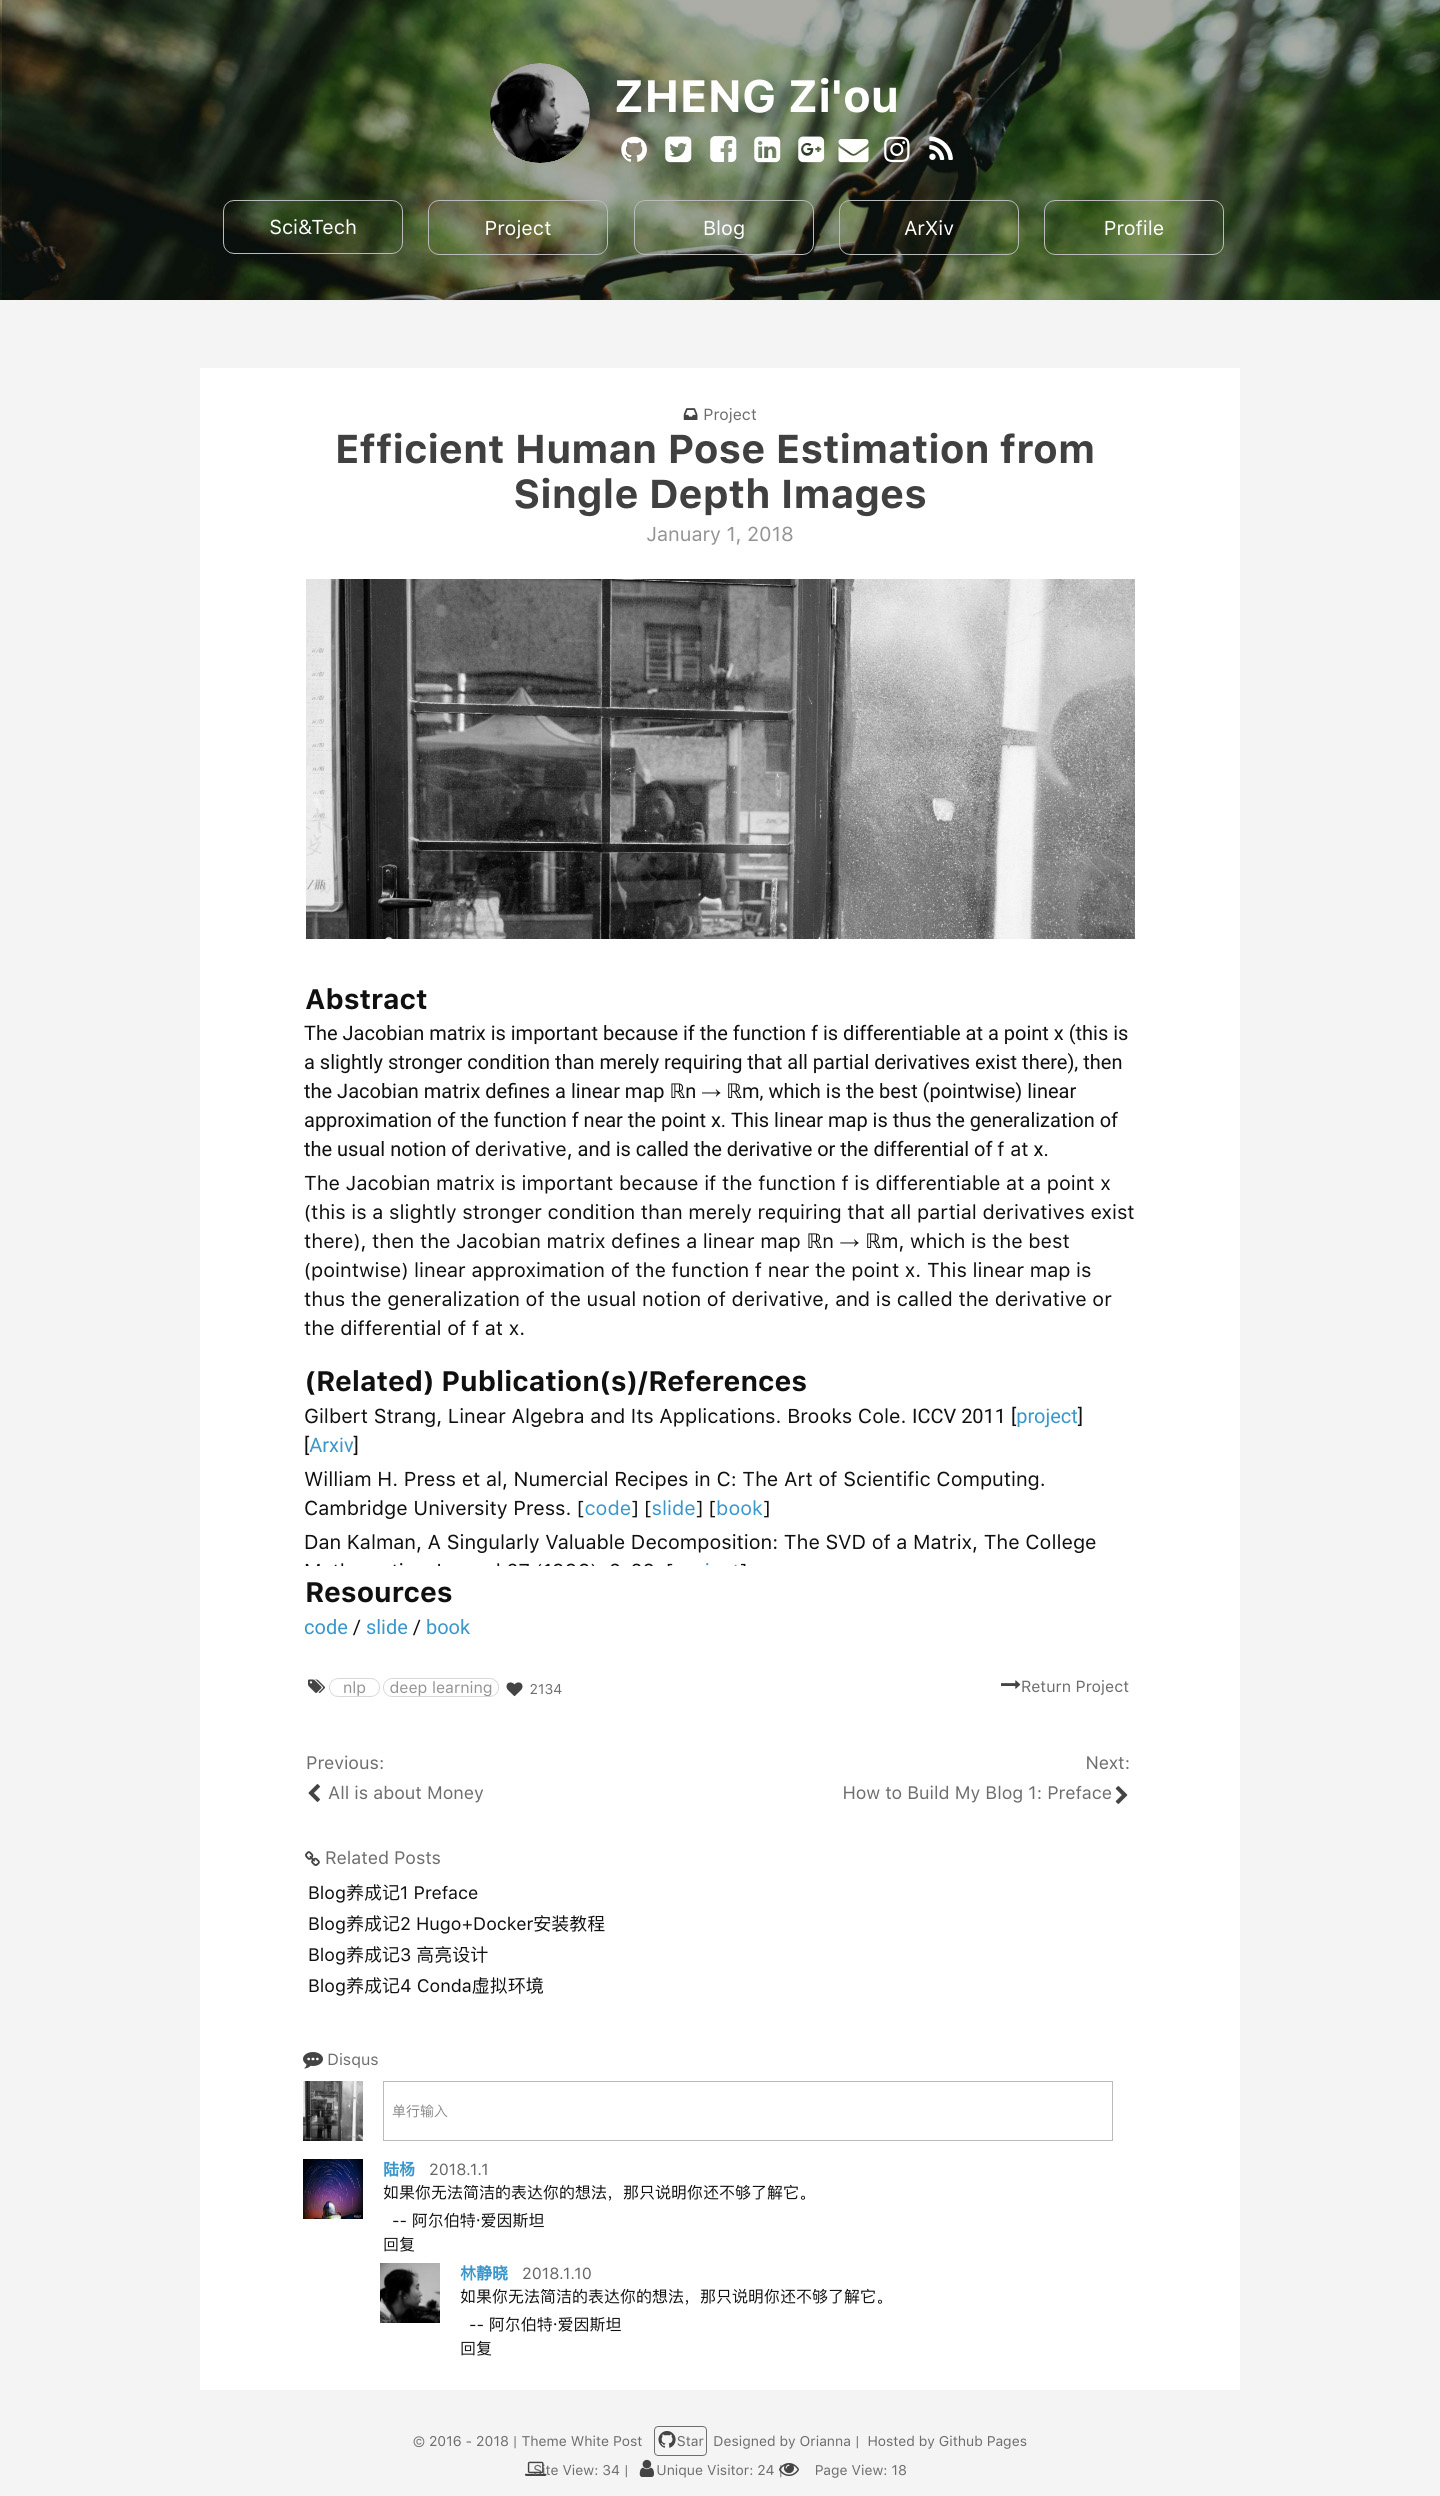 ZHENG Zi'ou
Sci&Tech
Project
Blog
ArXiv
Profile
Project
Efficient Human Pose Estimation from
Single Depth Images
January 1, 2018
Abstract
The Jacobian matrix is important because if the function f is differentiable at a point x (this is
a slightly stronger condition than merely requiring that all partial derivatives exist there), then
the Jacobian matrix defines a linear map ℝn → ℝm, which is the best (pointwise) linear
approximation of the function f near the point x. This linear map is thus the generalization of
the usual notion of derivative, and is called the derivative or the differential of f at x.
The Jacobian matrix is important because if the function f is differentiable at a point x
(this is a slightly stronger condition than merely requiring that all partial derivatives exist
there), then the Jacobian matrix defines a linear map ℝn → ℝm, which is the best
(pointwise) linear approximation of the function f near the point x. This linear map is
thus the generalization of the usual notion of derivative, and is called the derivative or
the differential of f at x.
(Related) Publication(s)/References
Gilbert Strang, Linear Algebra and Its Applications. Brooks Cole. ICCV 2011 [project]
[Arxiv]
William H. Press et al, Numercial Recipes in C: The Art of Scientific Computing.
Cambridge University Press. [code] [slide] [book]
Dan Kalman, A Singularly Valuable Decomposition: The SVD of a Matrix, The College
Resources
code / slide / book
nlp deep learning 2134
Return Project
Previous:
Next:
All is about Money
How to Build My Blog 1: Preface
Related Posts
Blog养成记1 Preface
Blog养成记2 Hugo+Docker安装教程
Blog养成记3 高亮设计
Blog养成记4 Conda虚拟环境
Disqus
单行输入
陆杨 2018.1.1
如果你无法简洁的表达你的想法，那只说明你还不够了解它。
-- 阿尔伯特·爱因斯坦
回复
林静晓 2018.1.10
如果你无法简洁的表达你的想法，那只说明你还不够了解它。
-- 阿尔伯特·爱因斯坦
回复
© 2016 - 2018 | Theme White Post Star Designed by Orianna | Hosted by Github Pages
Site View: 34 | Unique Visitor: 24 | Page View: 18